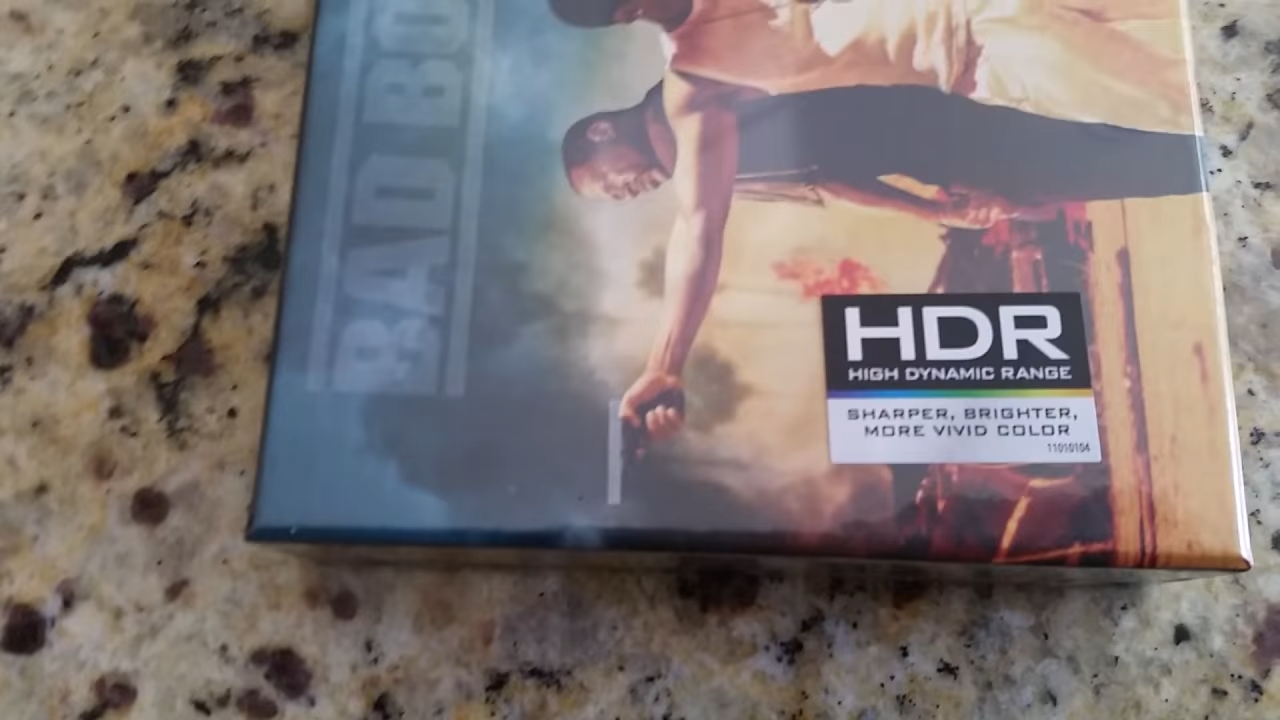 BAD BO
HDR
HIGH DYNAMIC RANGE
SHARPER, BRIGHTER,
MORE VIVID COLOR
11010104